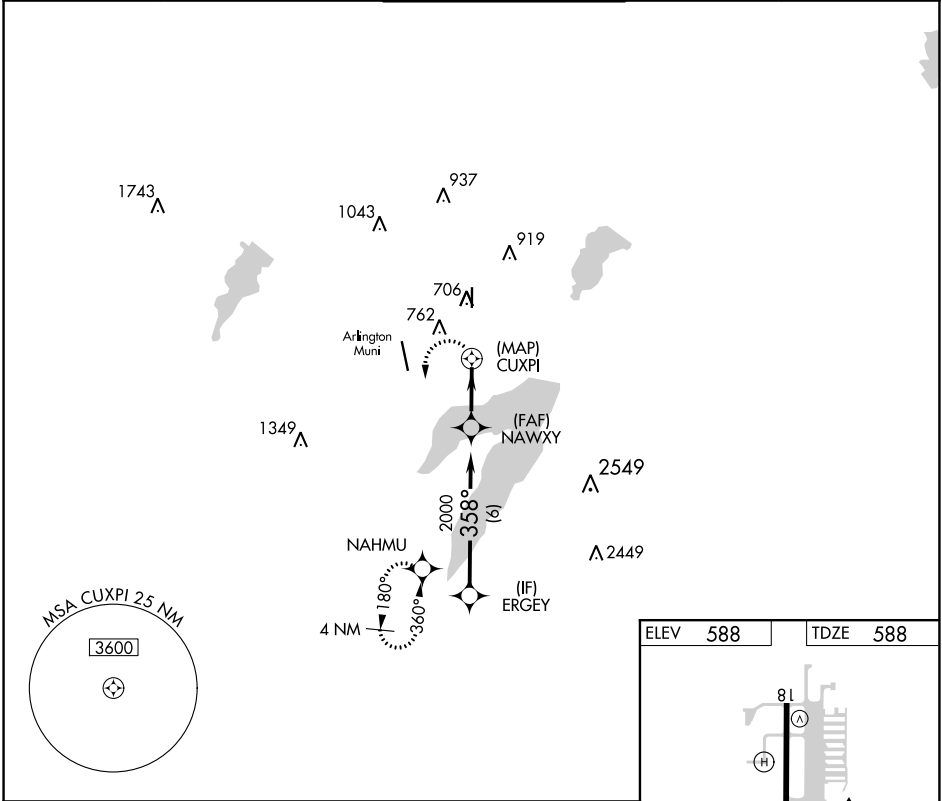 937
1743
1043
919
706
762
Arlington
Muni
(MAP)
CUXPI
(FAF)
NAWXY
1349
2549
2000
358°
(6)
NAHMU
2449
180°
360°
(IF)
ERGEY
4 NM
MSA CUXPI 25 NM
3600
ELEV 588
TDZE 588
18
V
H